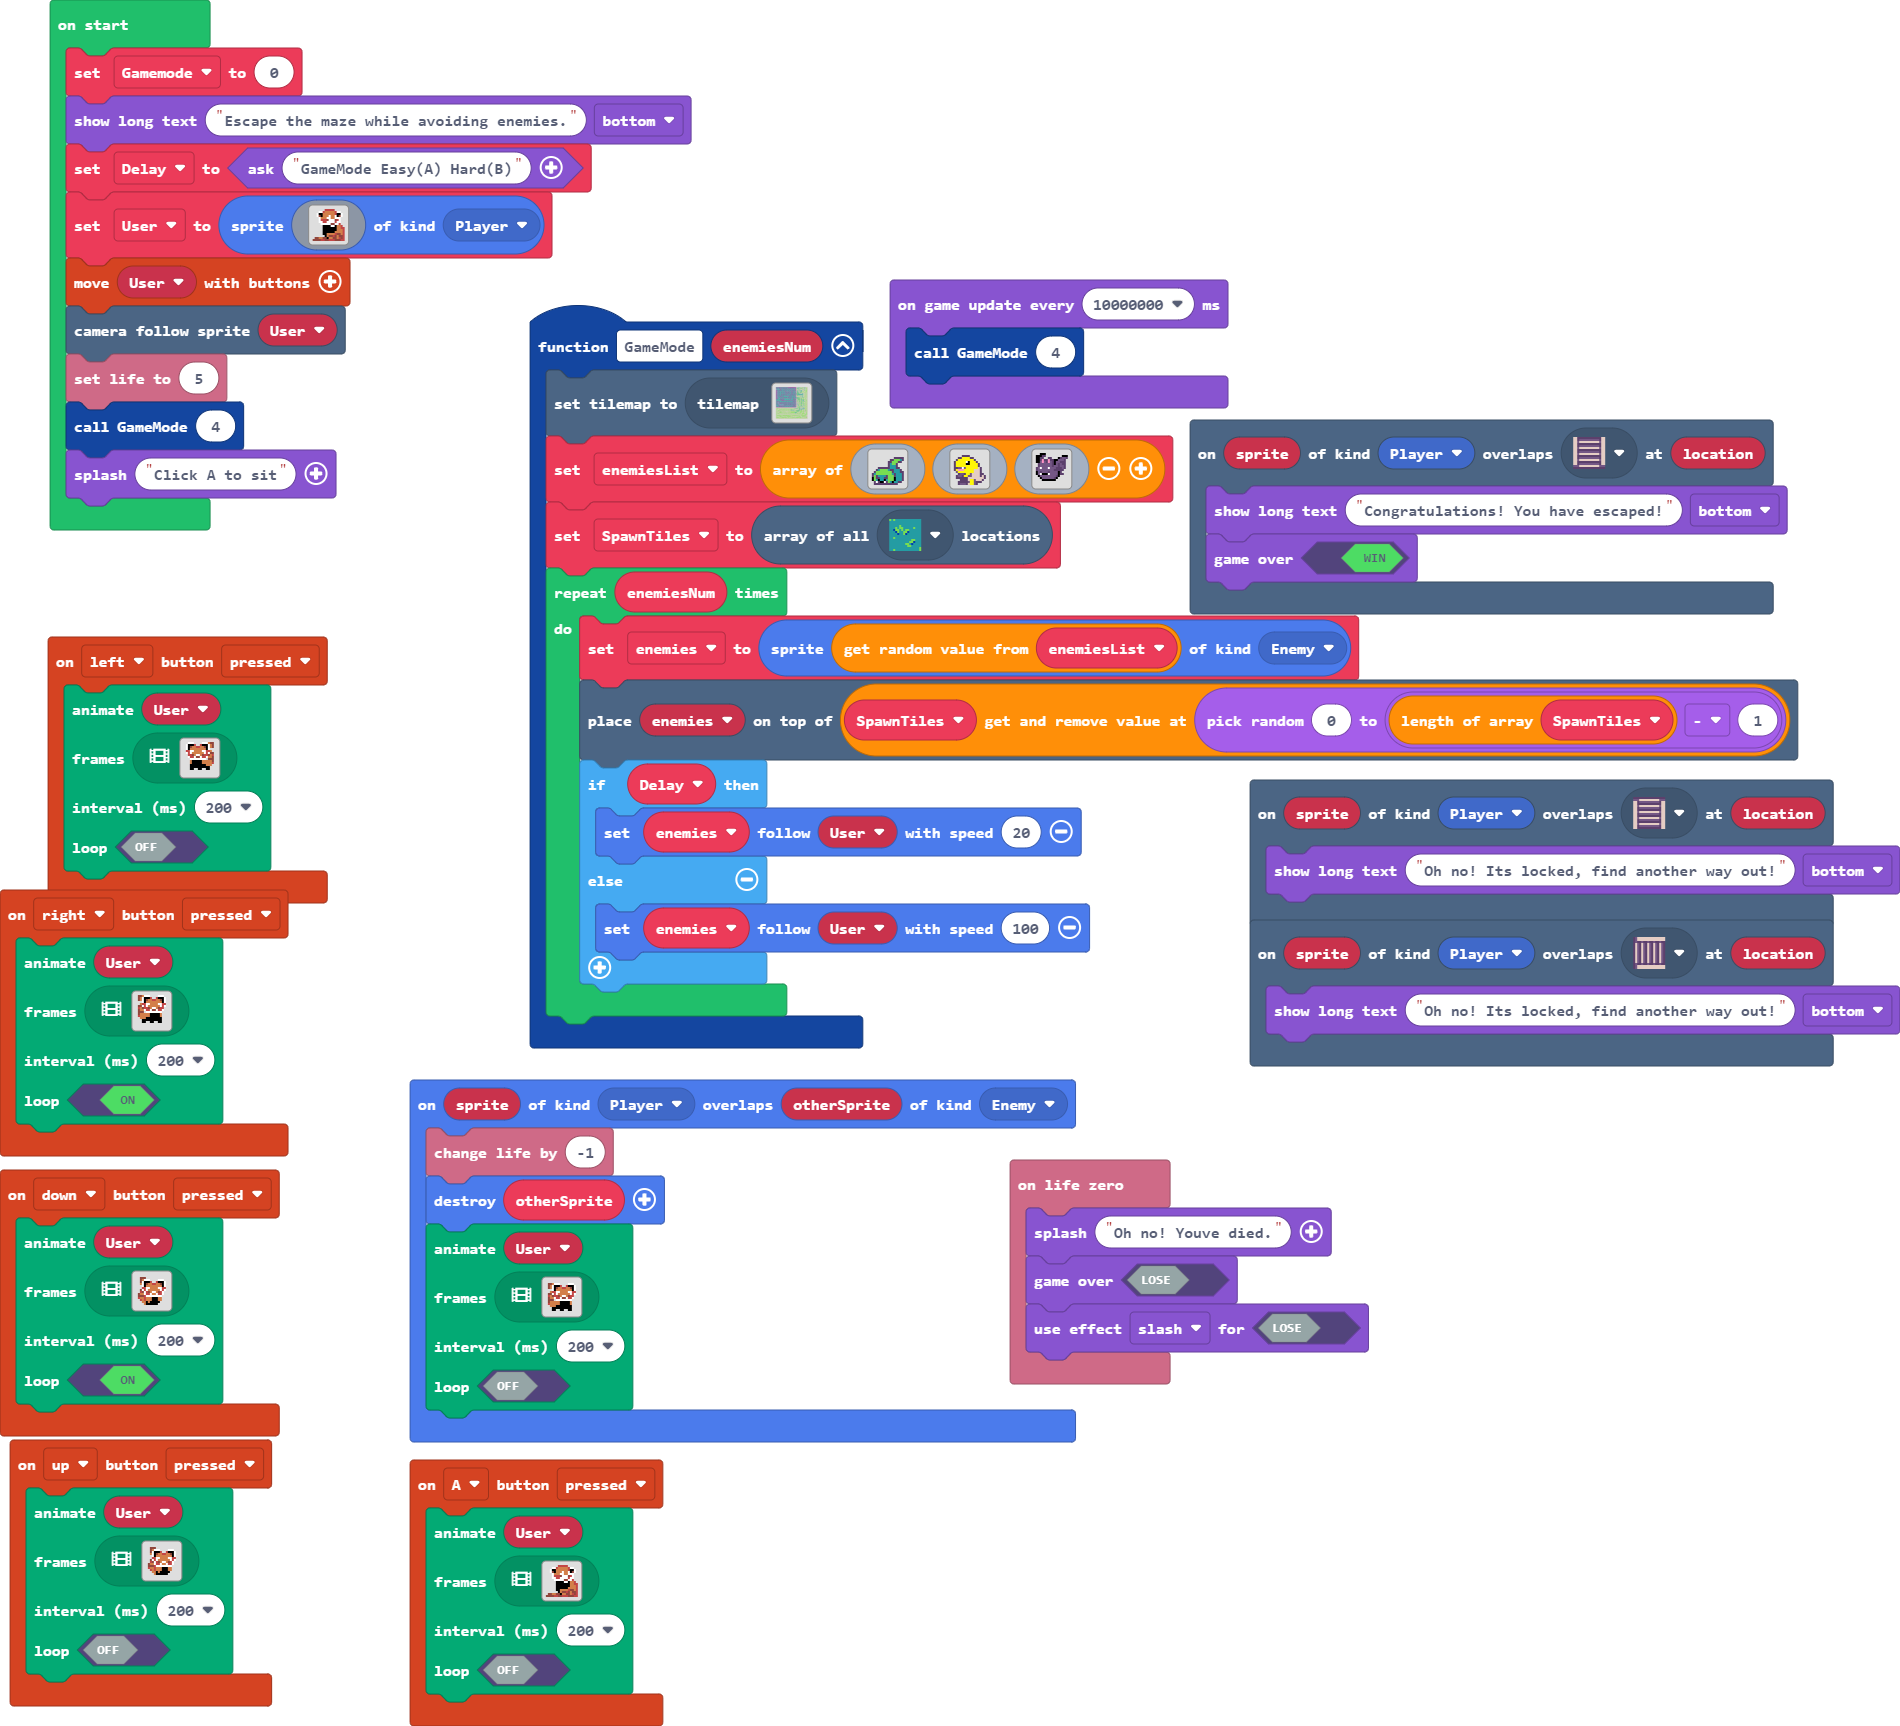 on start
set Gamemode to 0
show long text "Escape the maze while avoiding enemies." bottom
set Delay to ask "GameMode Easy(A) Hard(B)"
set User to sprite of kind Player
move User with buttons
camera follow sprite User
set life to 5
call GameMode 4
splash "Click A to sit"
function GameMode enemiesNum
set tilemap to tilemap
set enemiesList to array of
set SpawnTiles to array of all locations
repeat enemiesNum times
do
set enemies to sprite get random value from enemiesList of kind Enemy
place enemies on top of SpawnTiles get and remove value at pick random 0 to length of array SpawnTiles - 1
if Delay then
set enemies follow User with speed 20
else
set enemies follow User with speed 100
on game update every 10000000 ms
call GameMode 4
on sprite of kind Player overlaps at location
show long text "Congratulations! You have escaped!" bottom
game over WIN
on sprite of kind Player overlaps at location
show long text "Oh no! Its locked, find another way out!" bottom
on sprite of kind Player overlaps at location
show long text "Oh no! Its locked, find another way out!" bottom
on left button pressed
animate User
frames
interval (ms) 200
loop OFF
on right button pressed
animate User
frames
interval (ms) 200
loop ON
on down button pressed
animate User
frames
interval (ms) 200
loop ON
on up button pressed
animate User
frames
interval (ms) 200
loop OFF
on sprite of kind Player overlaps otherSprite of kind Enemy
change life by -1
destroy otherSprite
animate User
frames
interval (ms) 200
loop OFF
on A button pressed
animate User
frames
interval (ms) 200
loop OFF
on life zero
splash "Oh no! Youve died."
game over LOSE
use effect slash for LOSE